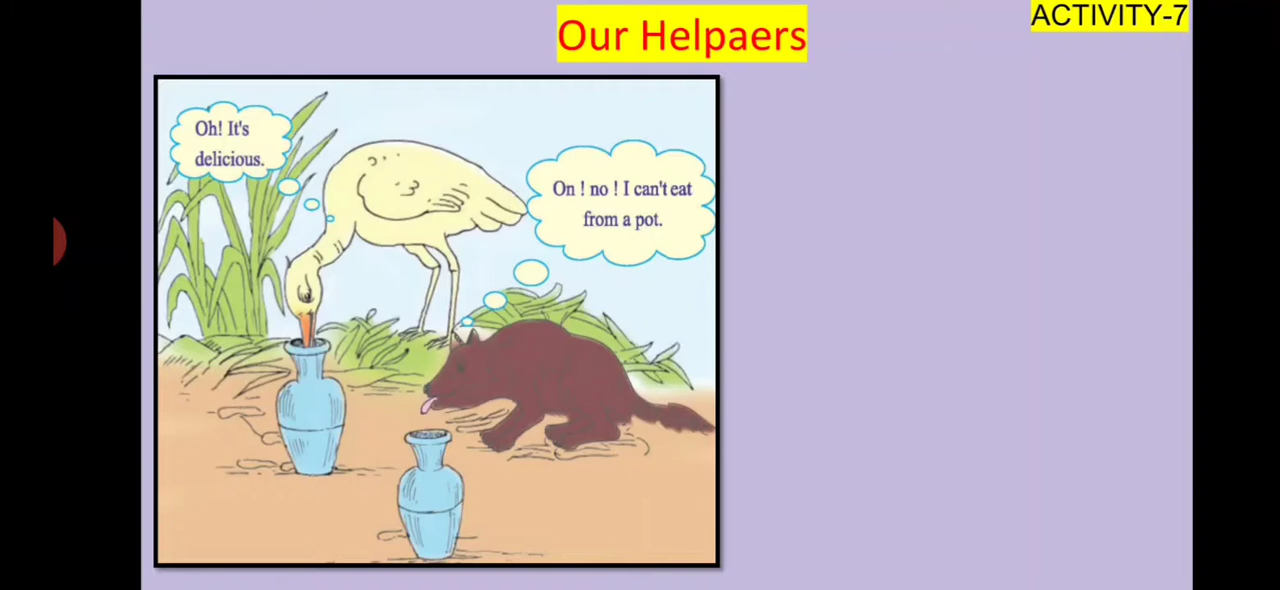 Our Helpaers
ACTIVITY-7
Oh! It's
delicious.
On ! no ! I can't eat
from a pot.